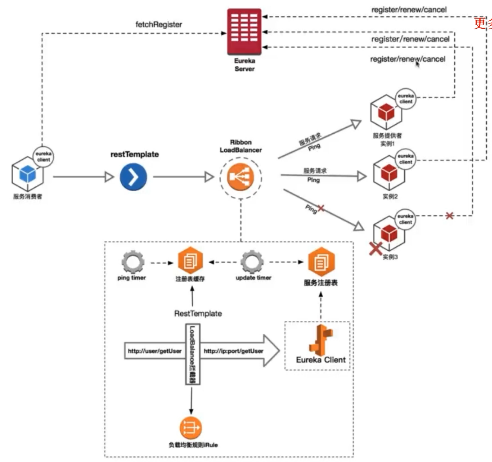 register/renew/cancel
更多
fetchRegister
register/renew/cancel
Eureka
Server
register/renew/cancel
eureka
client
服务提供者
实例1
服务请求
Ping
Ribbon
LoadBalancer
restTemplate
eureka
client
服务消费者
服务请求
Ping
eureka
client
实例2
Ping
eureka
client
实例3
ping timer
注册表缓存
update timer
服务注册表
RestTemplate
http://user/getUser
LoadBalance拦截器
http://ip:port/getUser
Eureka Client
负载均衡规则IRule